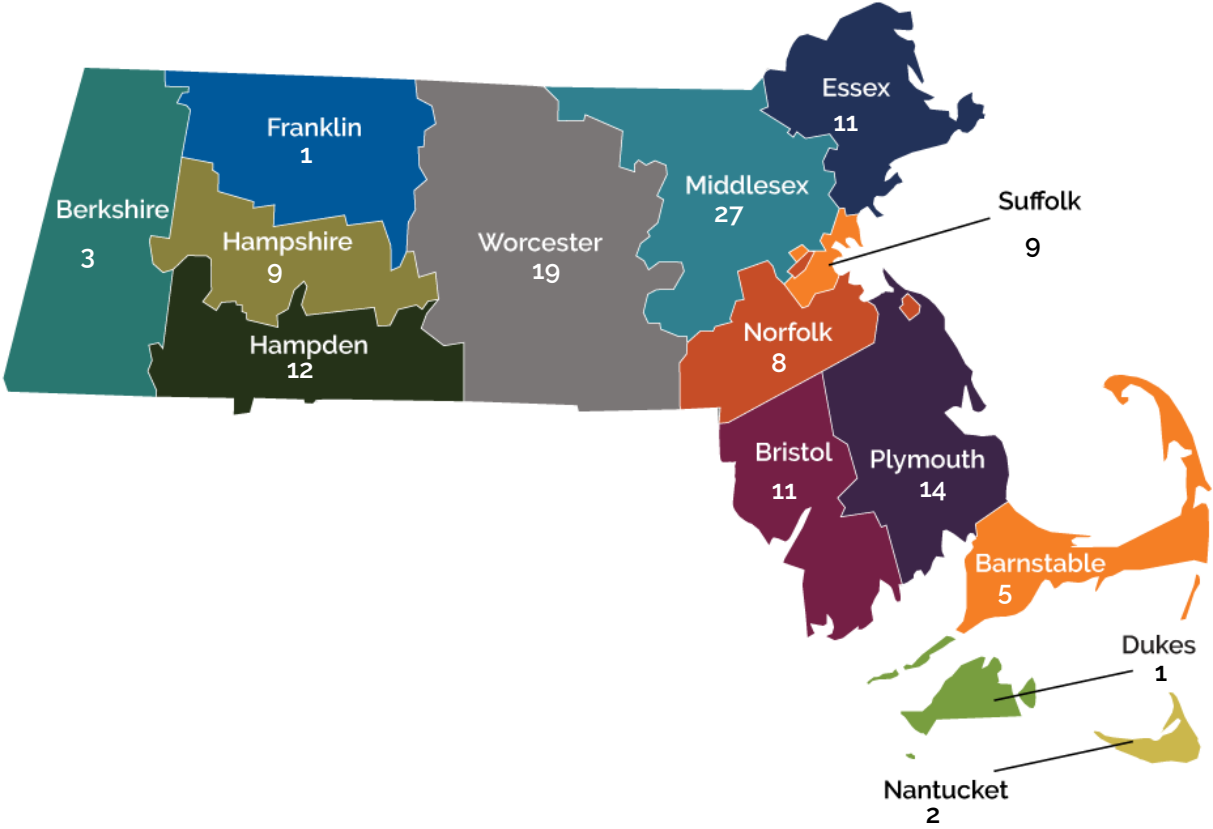 Essex
11
Franklin
1
Middlesex
27
Suffolk
9
Berkshire
3
Hampshire
9
Worcester
19
Norfolk
8
Hampden
12
Bristol
11
Plymouth
14
Barnstable
5
Dukes
1
Nantucket
2